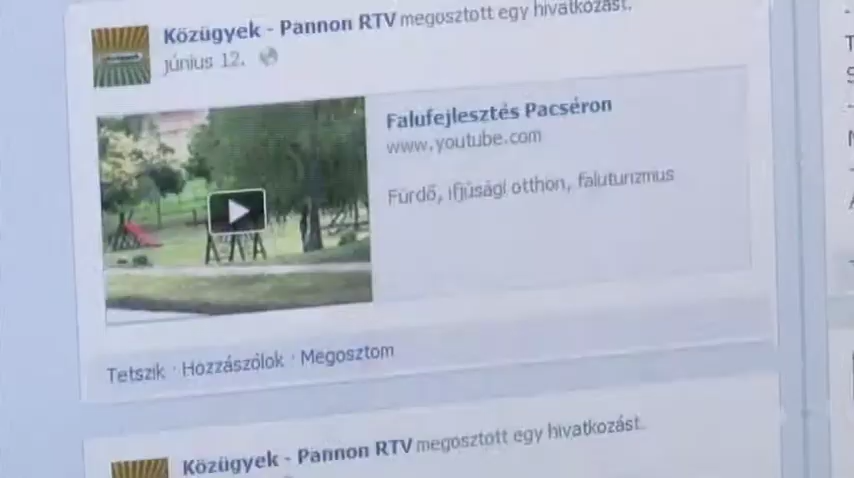 Közügyek - Pannon RTV megosztott egy hivatkozást.
június 12.
Falufejlesztés Pacséron
www.youtube.com
Fürdő, ifjúsági otthon, faluturizmus
Tetszik · Hozzászólok · Megosztom
Közügyek - Pannon RTV megosztott egy hivatkozást.